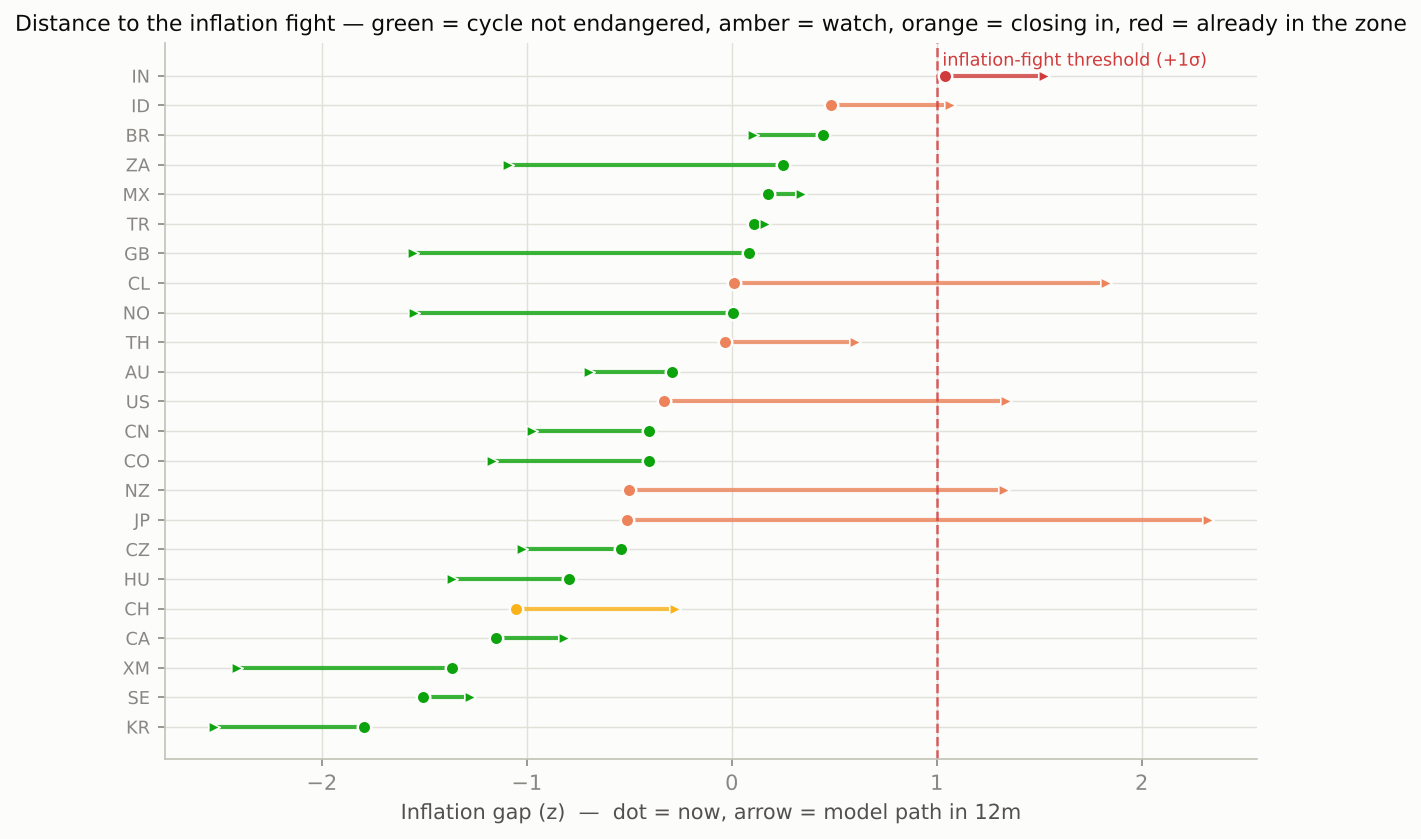 Distance to the inflation fight — green = cycle not endangered, amber = watch, orange = closing in, red = already in the zone
inflation-fight threshold (+1σ)
IN
ID
BR
ZA
MX
TR
GB
CL
NO
TH
AU
US
CN
CO
NZ
JP
CZ
HU
CH
CA
XM
SE
KR
−2 −1 0 1 2
Inflation gap (z) — dot = now, arrow = model path in 12m